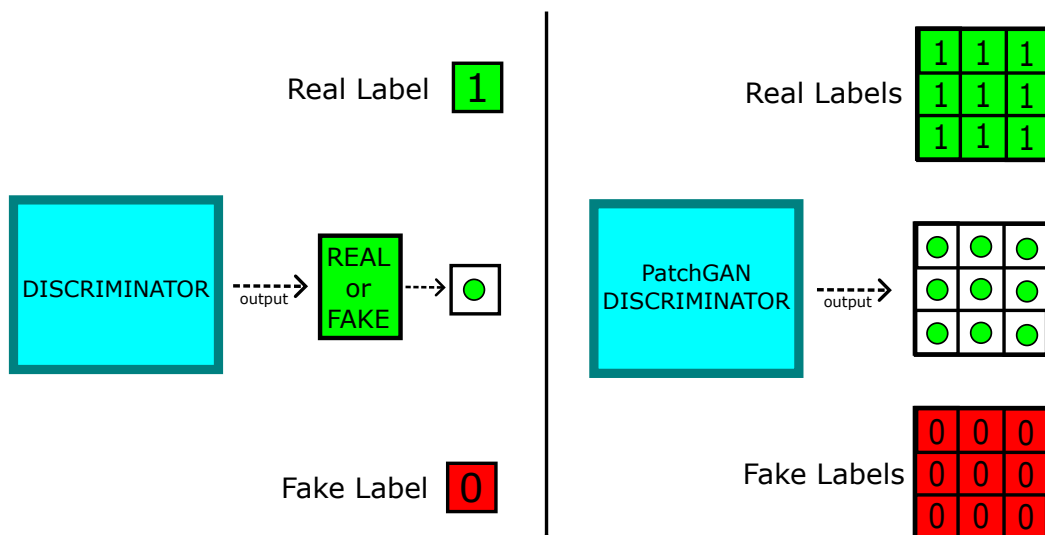 Real Label 1
DISCRIMINATOR
output
REAL
or
FAKE
Fake Label 0
Real Labels
1 1 1
1 1 1
1 1 1
PatchGAN
DISCRIMINATOR
output
Fake Labels
0 0 0
0 0 0
0 0 0